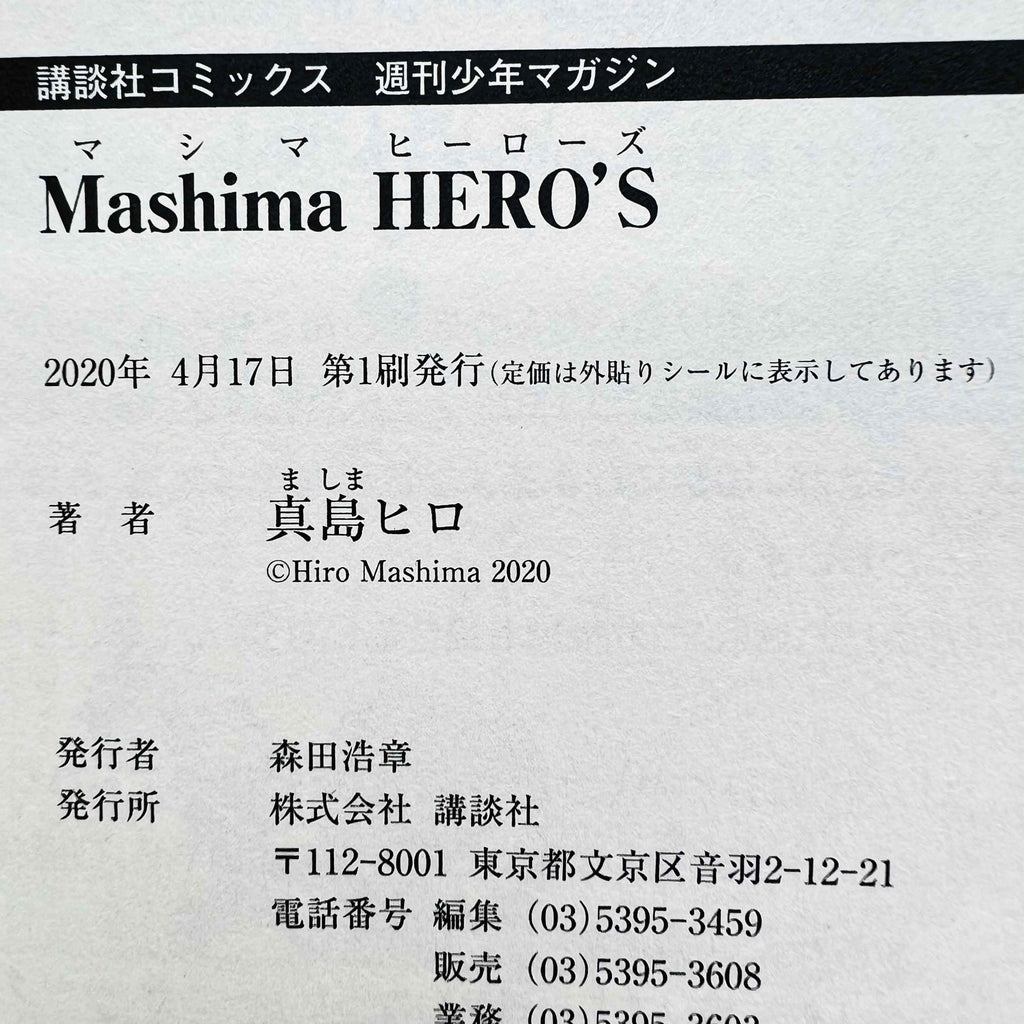 講談社コミックス 週刊少年マガジン
マシマ ヒーローズ
Mashima HERO'S
2020年 4月17日 第1刷発行(定価は外貼りシールに表示してあります)
ましま
著 者 真島ヒロ
©Hiro Mashima 2020
発行者 森田浩章
発行所 株式会社 講談社
〒112-8001 東京都文京区音羽2-12-21
電話番号 編集 (03)5395-3459
販売 (03)5395-3608
業務 (03)5395-3603